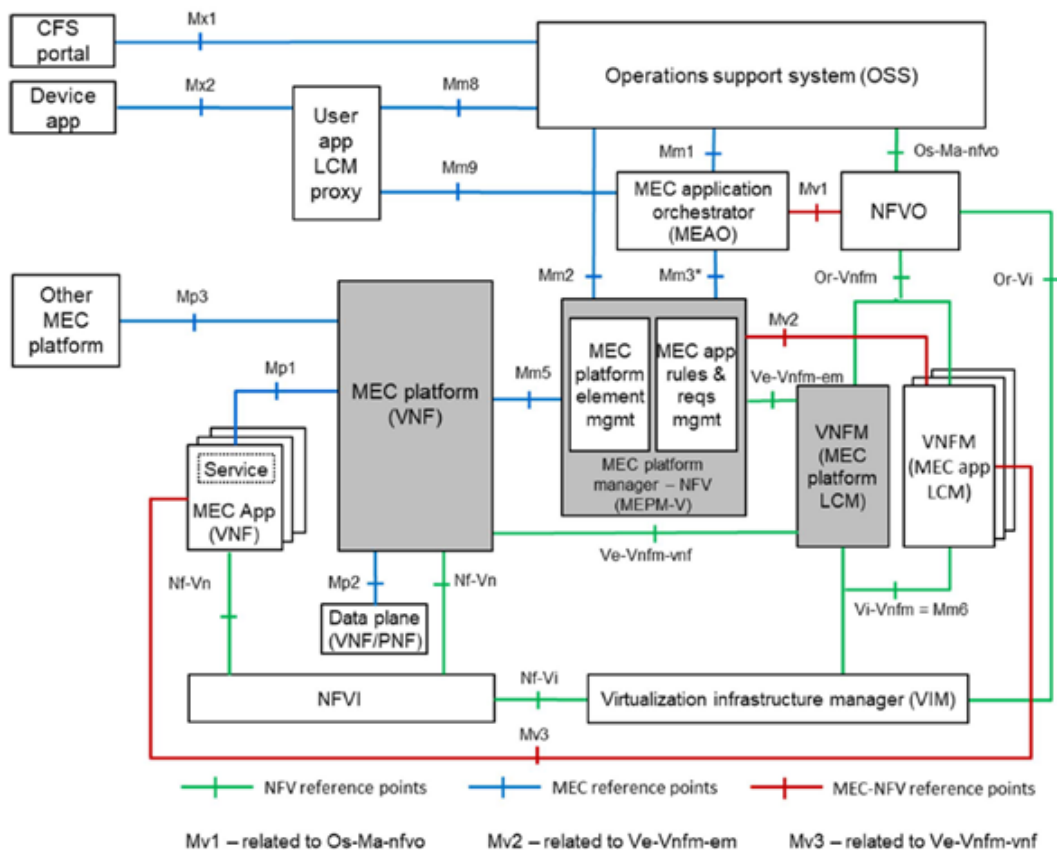 CFS
portal
Mx1
Operations support system (OSS)
Device
app
Mx2
User
app
LCM
proxy
Mm8
Mm9
Mm1
Os-Ma-nfvo
MEC application
orchestrator
(MEAO)
Mv1
NFVO
Mm2
Mm3*
Or-Vnfm
Or-Vi
Other
MEC
platform
Mp3
Mp1
MEC platform
(VNF)
Mm5
MEC
platform
element
mgmt
MEC app
rules &
reqs
mgmt
MEC platform
manager – NFV
(MEPM-V)
Mv2
Ve-Vnfm-em
VNFM
(MEC
platform
LCM)
VNFM
(MEC app
LCM)
Service
MEC App
(VNF)
Ve-Vnfm-vnf
Nf-Vn
Mp2
Nf-Vn
Data plane
(VNF/PNF)
Vi-Vnfm = Mm6
NFVI
Nf-Vi
Virtualization infrastructure manager (VIM)
Mv3
NFV reference points
MEC reference points
MEC-NFV reference points
Mv1 – related to Os-Ma-nfvo
Mv2 – related to Ve-Vnfm-em
Mv3 – related to Ve-Vnfm-vnf